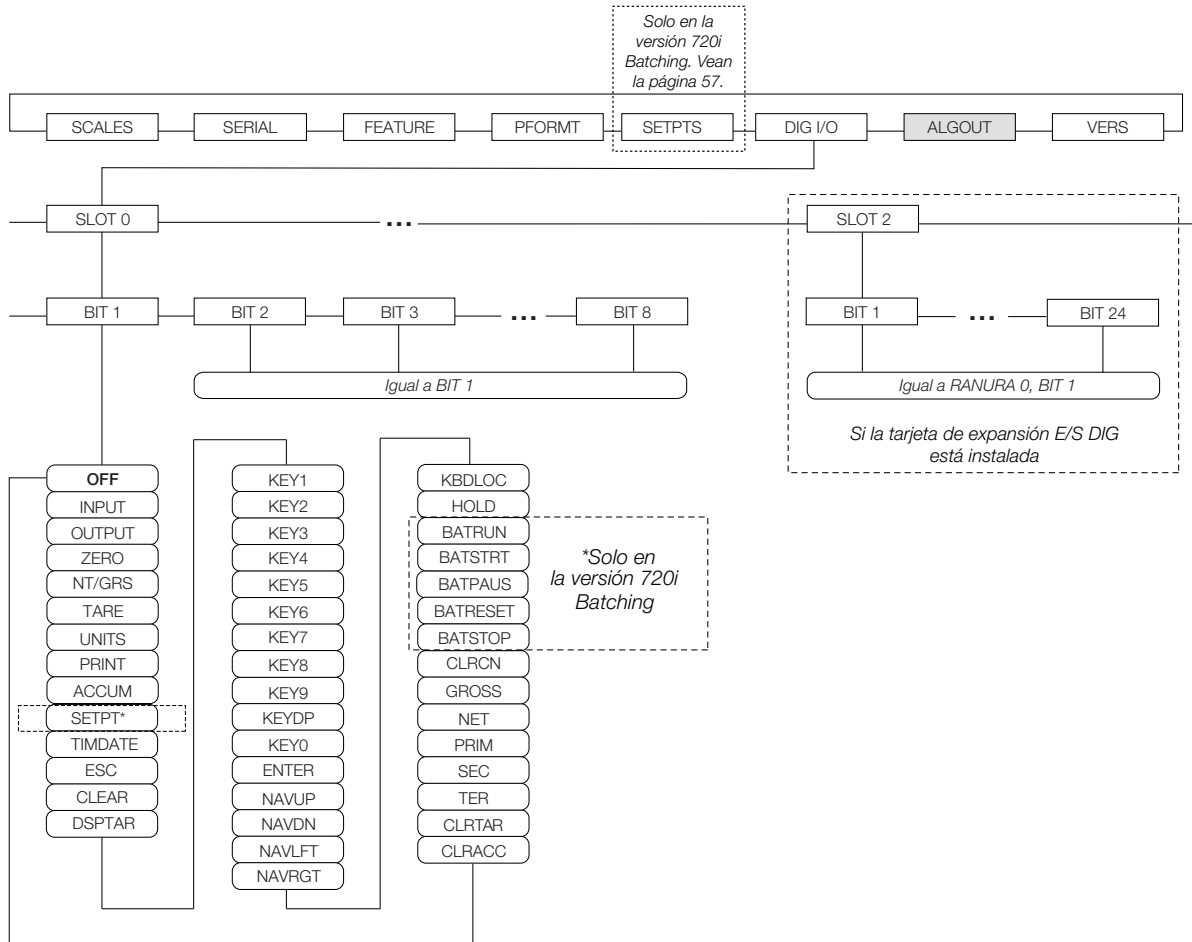 Solo en la
versión 720i
Batching. Vean
la página 57.
SCALES SERIAL FEATURE PFORMT SETPTS DIG I/O ALGOUT VERS
SLOT 0 ... SLOT 2
BIT 1 BIT 2 BIT 3 ... BIT 8 BIT 1 ... BIT 24
Igual a BIT 1
Igual a RANURA 0, BIT 1
Si la tarjeta de expansión E/S DIG
está instalada
OFF
INPUT
OUTPUT
ZERO
NT/GRS
TARE
UNITS
PRINT
ACCUM
SETPT*
TIMDATE
ESC
CLEAR
DSPTAR
KEY1
KEY2
KEY3
KEY4
KEY5
KEY6
KEY7
KEY8
KEY9
KEYDP
KEY0
ENTER
NAVUP
NAVDN
NAVLFT
NAVRGT
KBDLOC
HOLD
BATRUN
BATSTRT
BATPAUS
BATRESET
BATSTOP
CLRCN
GROSS
NET
PRIM
SEC
TER
CLRTAR
CLRACC
*Solo en
la versión 720i
Batching